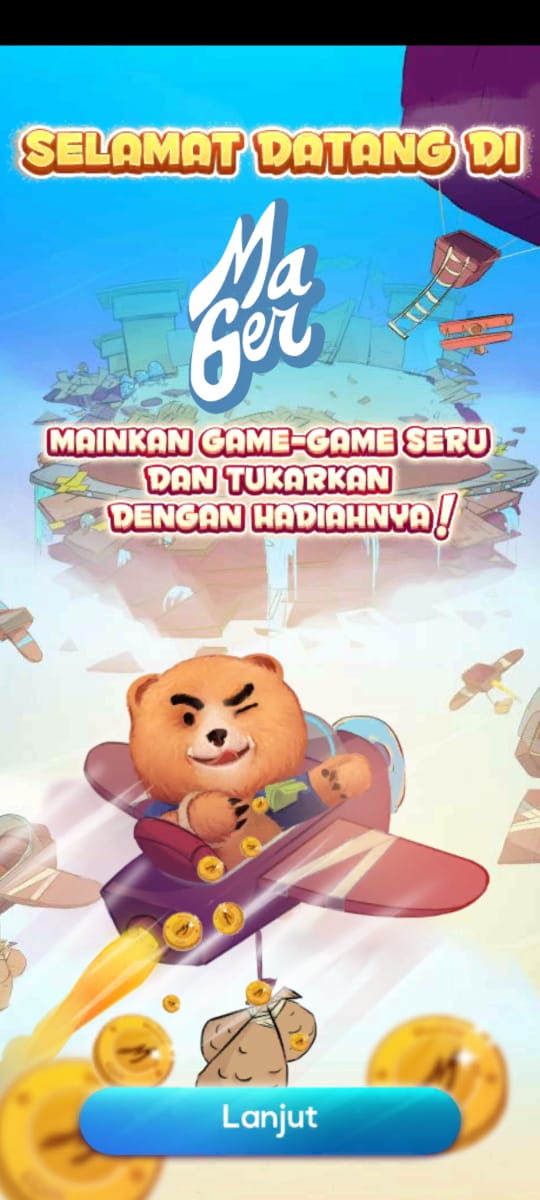 SELAMAT DATANG DI
Ma
Ger
MAINKAN GAME-GAME SERU
DAN TUKARKAN
DENGAN HADIAHNYA!
Lanjut